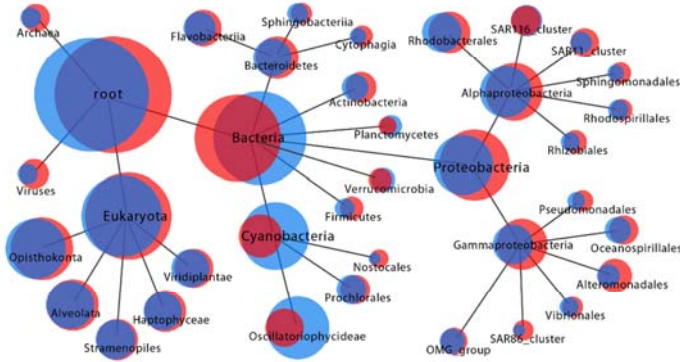 Archaea
root
Viruses
Eukaryota
Opisthokonta
Alveolata
Stramenopiles
Haptophyceae
Viridiplantae
Bacteria
Bacteroidetes
Flavobacteriia
Sphingobacteriia
Cytophagia
Actinobacteria
Planctomycetes
Verrucomicrobia
Firmicutes
Cyanobacteria
Nostocales
Prochlorales
Oscillatoriophycideae
Proteobacteria
Alphaproteobacteria
Rhodobacterales
SAR116_cluster
SAR11_cluster
Sphingomonadales
Rhodospirillales
Rhizobiales
Gammaproteobacteria
Pseudomonadales
Oceanospirillales
Alteromonadales
Vibrionales
SAR86_cluster
OMG_group